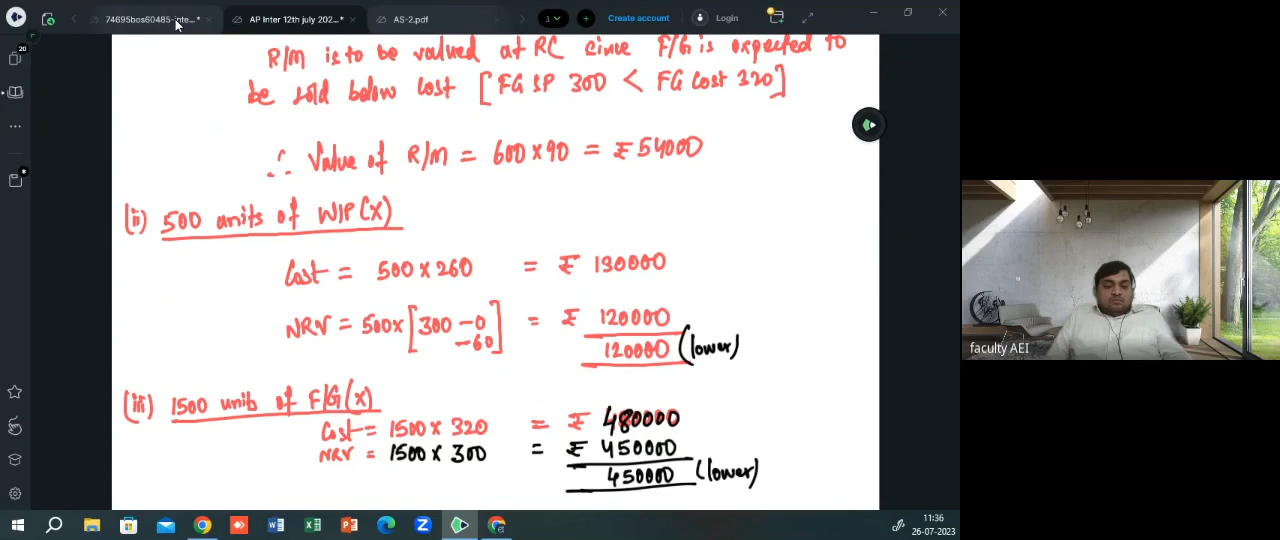 74695bos60485-inte...*
AP Inter 12th july 202...*
AS-2.pdf
3
Create account
Login
20
R/M is to be valued at RC since F/G is expected to
be sold below cost [FG SP 300 < FG cost 320]
∴ Value of R/M = 600 x 90 = ₹ 54000
(ii) 500 units of WIP(X)
Cost = 500 x 260 = ₹ 130000
NRV = 500 x [300 - 0 - 60] = ₹ 120000
120000 (lower)
(iii) 1500 units of F/G(X)
Cost = 1500 x 320 = ₹ 480000
NRV = 1500 x 300 = ₹ 450000
450000 (lower)
faculty AEI
11:36
26-07-2023